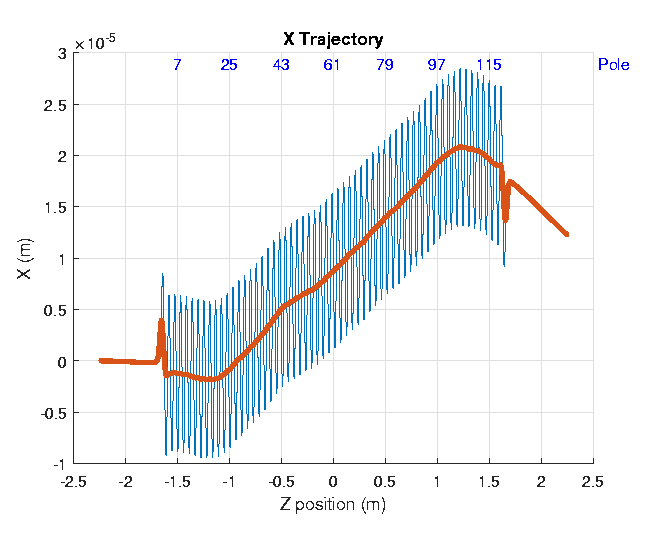 X Trajectory
×10⁻⁵
7 25 43 61 79 97 115 Pole
3
2.5
2
1.5
1
0.5
0
-0.5
-1
X (m)
-2.5 -2 -1.5 -1 -0.5 0 0.5 1 1.5 2 2.5
Z position (m)